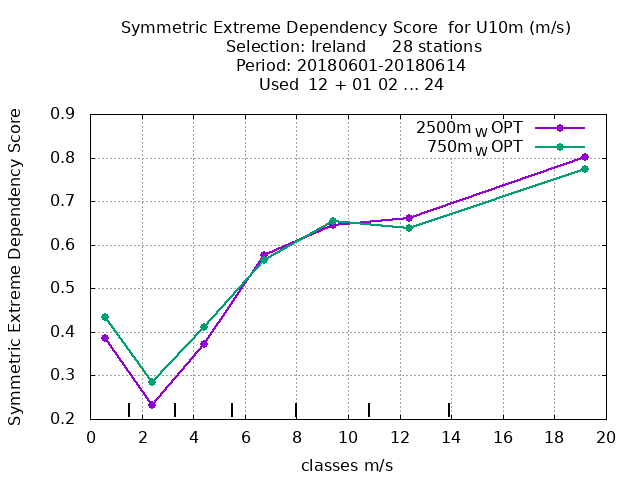 Symmetric Extreme Dependency Score for U10m (m/s)
Selection: Ireland 28 stations
Period: 20180601-20180614
Used 12 + 01 02 ... 24
Symmetric Extreme Dependency Score
0.9
0.8
0.7
0.6
0.5
0.4
0.3
0.2
2500m W OPT
750m W OPT
0 2 4 6 8 10 12 14 16 18 20
classes m/s